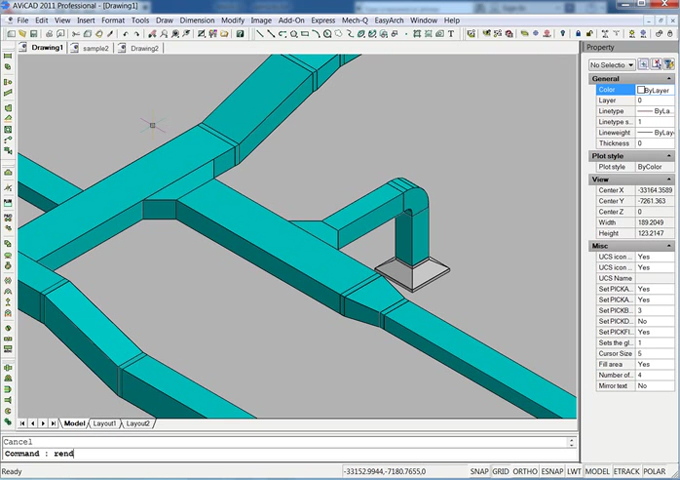 AViCAD 2011 Professional - [Drawing1]
File Edit View Insert Format Tools Draw Dimension Modify Image Add-On Express Mech-Q EasyArch Window Help
Drawing1 sample2 Drawing2
Property
No Selectio
General
Color ByLayer
Layer 0
Linetype ByLa...
Linetype s... 1
Lineweight ByLay
Thickness 0
Plot style
Plot style ByColor
View
Center X -33164.3589
Center Y -7261.363
Center Z 0
Width 189.2049
Height 123.2147
Misc
UCS icon ... Yes
UCS icon... Yes
UCS Name
Set PICKA... Yes
Set PICKA... Yes
Set PICKB... 3
Set PICKD... No
Set PICKFI... Yes
Sets the gl... 1
Cursor Size 5
Fill area Yes
Number of... 4
Mirror text No
Model Layout1 Layout2
Cancel
Command : rend
Ready -33152.9944,-7180.7655,0 SNAP GRID ORTHO ESNAP LWT MODEL ETRACK POLAR